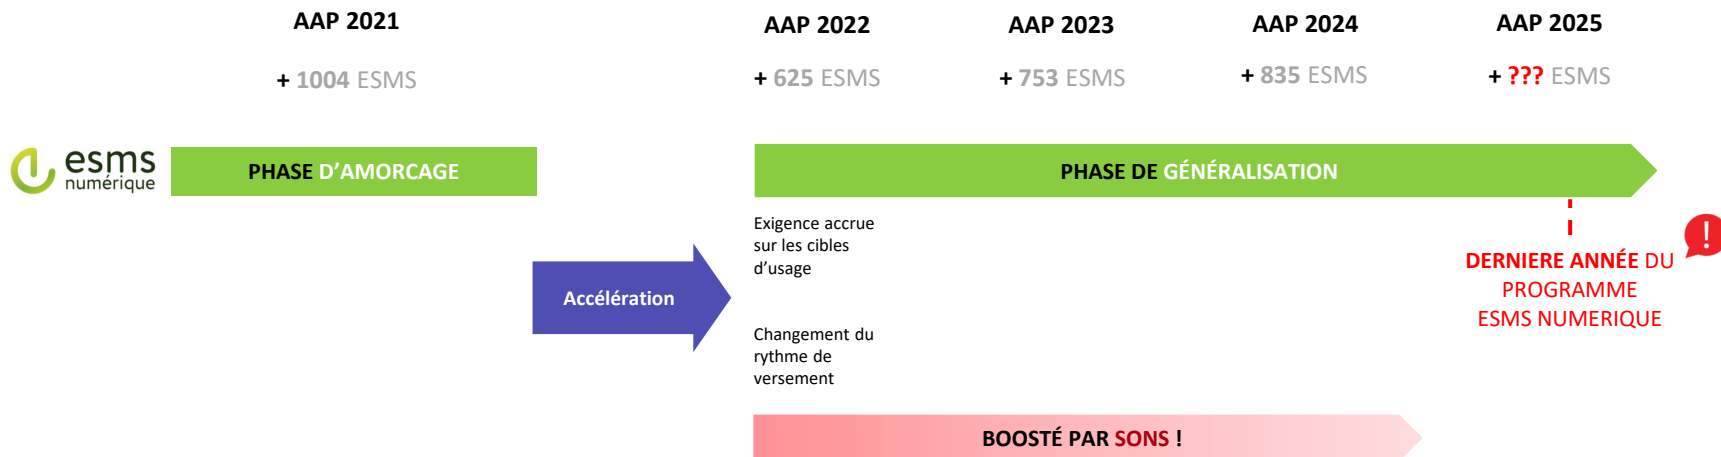 AAP 2021
AAP 2022
AAP 2023
AAP 2024
AAP 2025
+ 1004 ESMS
+ 625 ESMS
+ 753 ESMS
+ 835 ESMS
+ ??? ESMS
esms
numérique
PHASE D'AMORCAGE
PHASE DE GÉNÉRALISATION
Exigence accrue
sur les cibles
d'usage
!
DERNIERE ANNÉE DU
PROGRAMME
ESMS NUMERIQUE
Accélération
Changement du
rythme de
versement
BOOSTÉ PAR SONS !